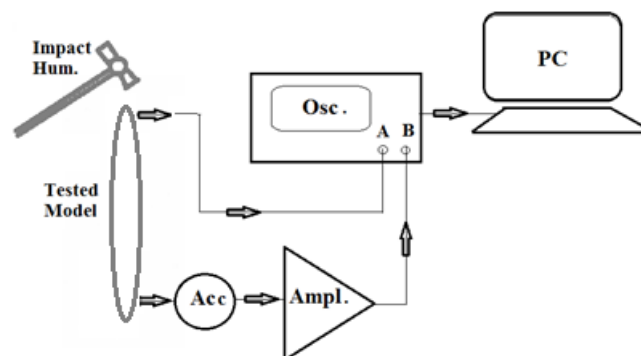 Impact
Hum.
Osc.
A B
PC
Tested
Model
Acc
Ampl.